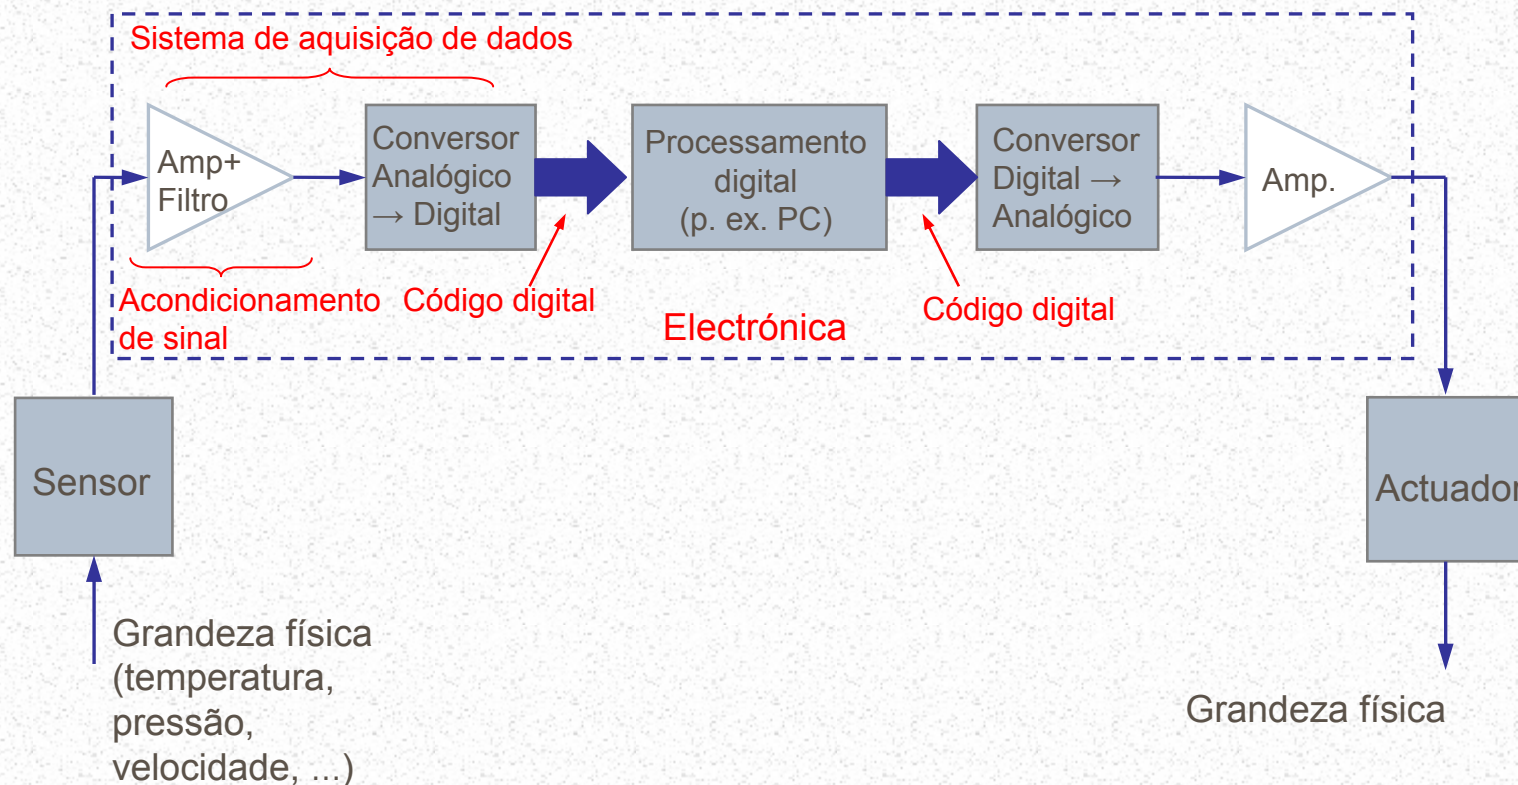 Sistema de aquisição de dados
Amp+
Filtro
Conversor
Analógico
→ Digital
Processamento
digital
(p. ex. PC)
Conversor
Digital →
Analógico
Amp.
Acondicionamento
de sinal
Código digital
Electrónica
Código digital
Sensor
Actuador
Grandeza física
(temperatura,
pressão,
velocidade, ...)
Grandeza física